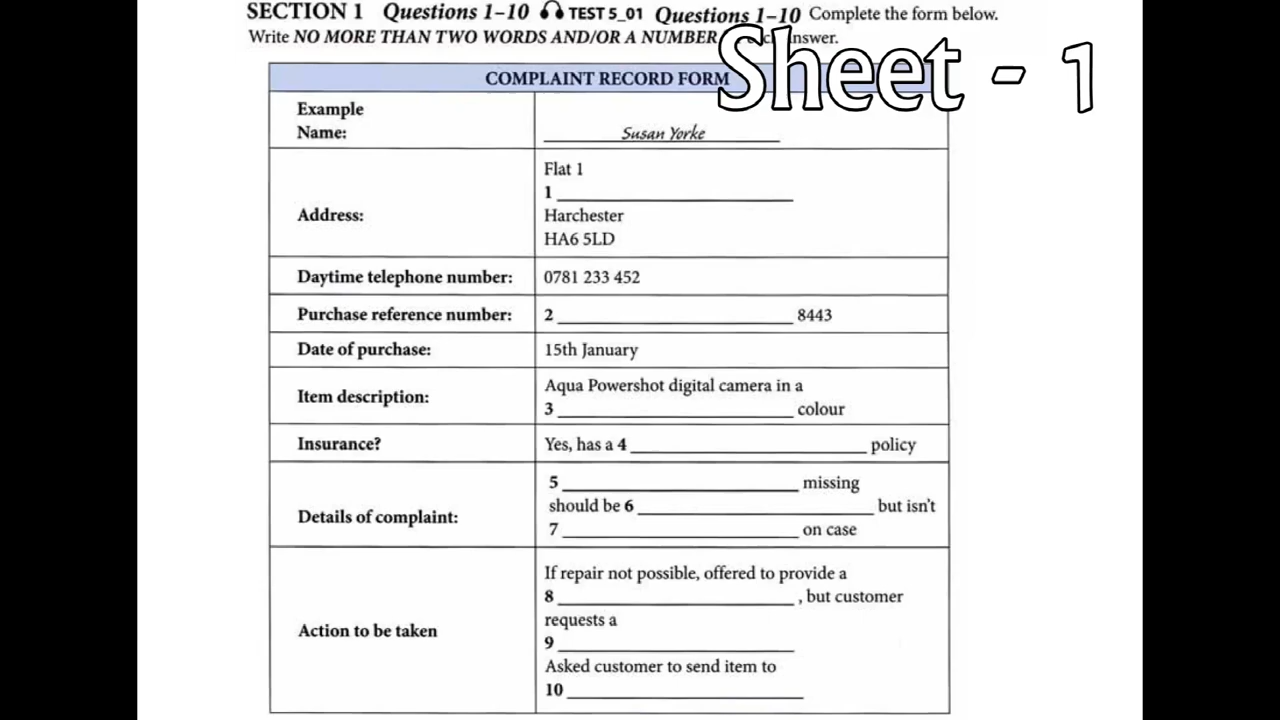 SECTION 1 Questions 1–10 TEST 5_01 Questions 1–10 Complete the form below.
Write NO MORE THAN TWO WORDS AND/OR A NUMBER answer.
Sheet - 1
COMPLAINT RECORD FORM
Example
Name: Susan Yorke
Flat 1
1
Address:
Harchester
HA6 5LD
Daytime telephone number: 0781 233 452
Purchase reference number: 2 8443
Date of purchase: 15th January
Item description:
Aqua Powershot digital camera in a
3 colour
Insurance? Yes, has a 4 policy
Details of complaint:
5 missing
should be 6 but isn't
7 on case
Action to be taken
If repair not possible, offered to provide a
8 , but customer
requests a
9
Asked customer to send item to
10